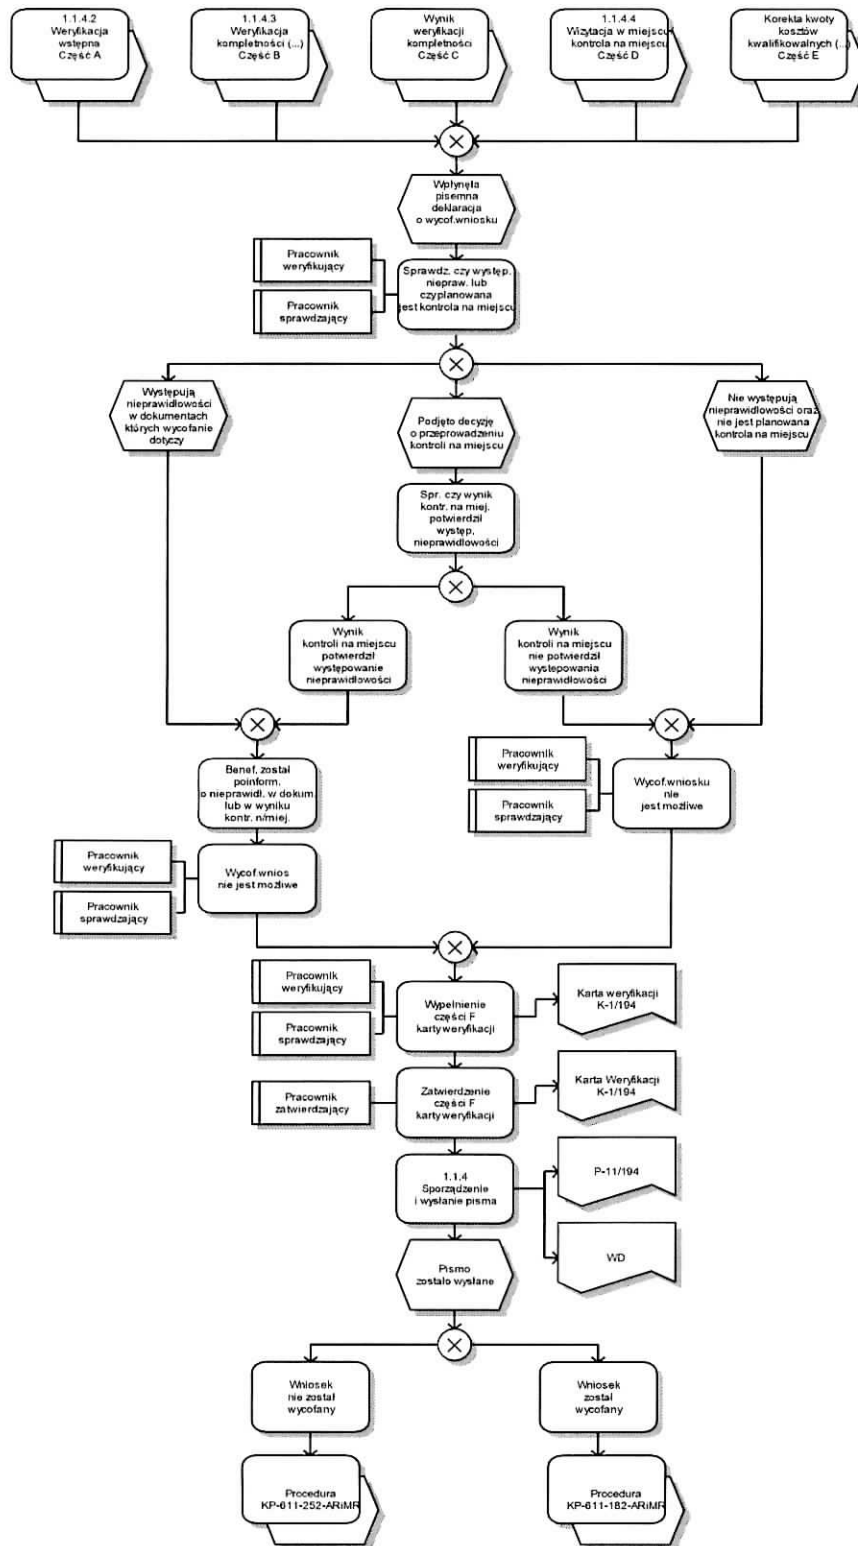 1.1.4.2
Weryfikacja
wstępna
Część A
1.1.4.3
Weryfikacja
kompletności (...)
Część B
Wynik
weryfikacji
kompletności
Część C
1.1.4.4
Wizytacja w miejscu
kontrola na miejscu
Część D
Korekta kwoty
kosztów
kwalifikowalnych (...)
Część E
Wpłynęła
pisemna
deklaracja
o wycof.wniosku
Pracownik
weryfikujący
Pracownik
sprawdzający
Sprawdz. czy występ.
niepraw. lub
czyplanowana
jest kontrola na miejscu
Występują
nieprawidłowości
w dokumentach
których wycofanie
dotyczy
Podjęto decyzję
o przeprowadzeniu
kontroli na miejscu
Nie występują
nieprawidłowości oraz
nie jest planowana
kontrola na miejscu
Spr. czy wynik
kontr. na miej.
potwierdził
występ.
nieprawidłowości
Wynik
kontroli na miejscu
potwierdził
występowanie
nieprawidłowości
Wynik
kontroli na miejscu
nie potwierdził
wystepowania
nieprawidłowości
Benef. został
poinform.
o nieprawidł. w dokum.
lub w wyniku
kontr. n/miej.
Pracownik
weryfikujący
Pracownik
sprawdzający
Wycof.wniosku
nie
jest możliwe
Pracownik
weryfikujący
Pracownik
sprawdzający
Wycof.wnios
nie jest możliwe
Pracownik
weryfikujący
Pracownik
sprawdzający
Wypełnienie
części F
karty weryfikacji
Karta weryfikacji
K-1/194
Pracownik
zatwierdzający
Zatwierdzenie
części F
karty weryfikacji
Karta Weryfikacji
K-1/194
1.1.4
Sporządzenie
i wysłanie pisma
P-11/194
WD
Pismo
zostało wysłane
Wniosek
nie został
wycofany
Wniosek
został
wycofany
Procedura
KP-611-252-ARiMR
Procedura
KP-611-182-ARiMR